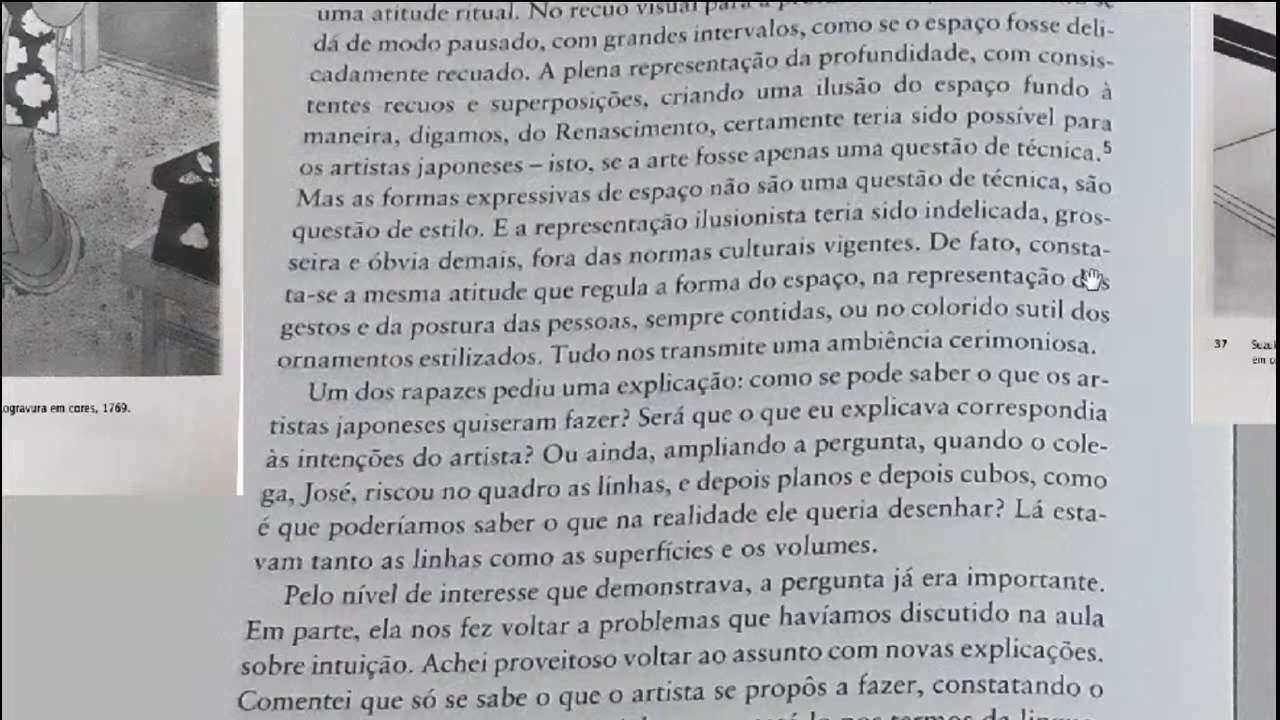 uma atitude ritual. No recuo visual para a
dá de modo pausado, com grandes intervalos, como se o espaço fosse deli-
cadamente recuado. A plena representação da profundidade, com consis-
tentes recuos e superposições, criando uma ilusão do espaço fundo à
maneira, digamos, do Renascimento, certamente teria sido possível para
os artistas japoneses – isto, se a arte fosse apenas uma questão de técnica.5
Mas as formas expressivas de espaço não são uma questão de técnica, são
questão de estilo. E a representação ilusionista teria sido indelicada, gros-
seira e óbvia demais, fora das normas culturais vigentes. De fato, consta-
ta-se a mesma atitude que regula a forma do espaço, na representação dos
gestos e da postura das pessoas, sempre contidas, ou no colorido sutil dos
ornamentos estilizados. Tudo nos transmite uma ambiência cerimoniosa.
Um dos rapazes pediu uma explicação: como se pode saber o que os ar-
tistas japoneses quiseram fazer? Será que o que eu explicava correspondia
às intenções do artista? Ou ainda, ampliando a pergunta, quando o cole-
ga, José, riscou no quadro as linhas, e depois planos e depois cubos, como
é que poderíamos saber o que na realidade ele queria desenhar? Lá esta-
vam tanto as linhas como as superfícies e os volumes.
Pelo nível de interesse que demonstrava, a pergunta já era importante.
Em parte, ela nos fez voltar a problemas que havíamos discutido na aula
sobre intuição. Achei proveitoso voltar ao assunto com novas explicações.
Comentei que só se sabe o que o artista se propôs a fazer, constatando o
nos termos da
ogravura em cores, 1769.
37
em